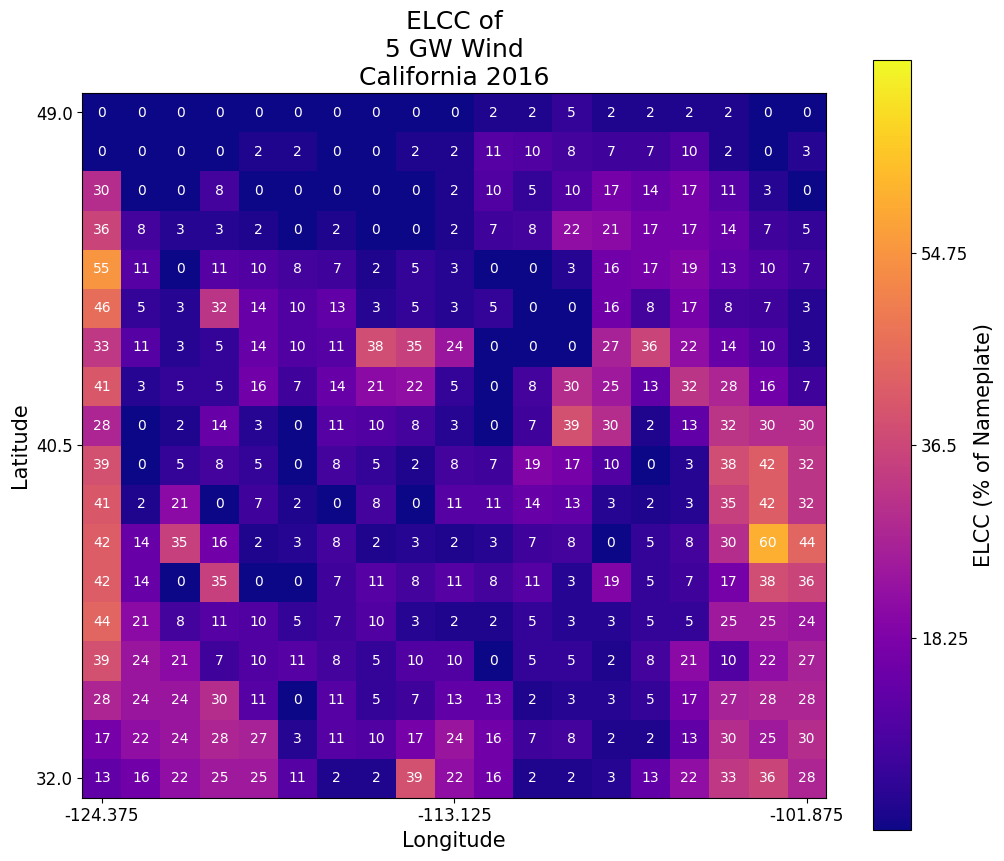 ELCC of
5 GW Wind
California 2016
49.0
0 0 0 0 0 0 0 0 0 0 2 2 5 2 2 2 2 0 0
0 0 0 0 2 2 0 0 2 2 11 10 8 7 7 10 2 0 3
30 0 0 8 0 0 0 0 0 2 10 5 10 17 14 17 11 3 0
36 8 3 3 2 0 2 0 0 2 7 8 22 21 17 17 14 7 5
55 11 0 11 10 8 7 2 5 3 0 0 3 16 17 19 13 10 7
46 5 3 32 14 10 13 3 5 3 5 0 0 16 8 17 8 7 3
33 11 3 5 14 10 11 38 35 24 0 0 0 27 36 22 14 10 3
41 3 5 5 16 7 14 21 22 5 0 8 30 25 13 32 28 16 7
40.5
28 0 2 14 3 0 11 10 8 3 0 7 39 30 2 13 32 30 30
39 0 5 8 5 0 8 5 2 8 7 19 17 10 0 3 38 42 32
41 2 21 0 7 2 0 8 0 11 11 14 13 3 2 3 35 42 32
42 14 35 16 2 3 8 2 3 2 3 7 8 0 5 8 30 60 44
42 14 0 35 0 0 7 11 8 11 8 11 3 19 5 7 17 38 36
44 21 8 11 10 5 7 10 3 2 2 5 3 3 5 5 25 25 24
39 24 21 7 10 11 8 5 10 10 0 5 5 2 8 21 10 22 27
28 24 24 30 11 0 11 5 7 13 13 2 3 3 5 17 27 28 28
17 22 24 28 27 3 11 10 17 24 16 7 8 2 2 13 30 25 30
32.0
13 16 22 25 25 11 2 2 39 22 16 2 2 3 13 22 33 36 28
-124.375 -113.125 -101.875
Longitude
Latitude
54.75
36.5
18.25
ELCC (% of Nameplate)